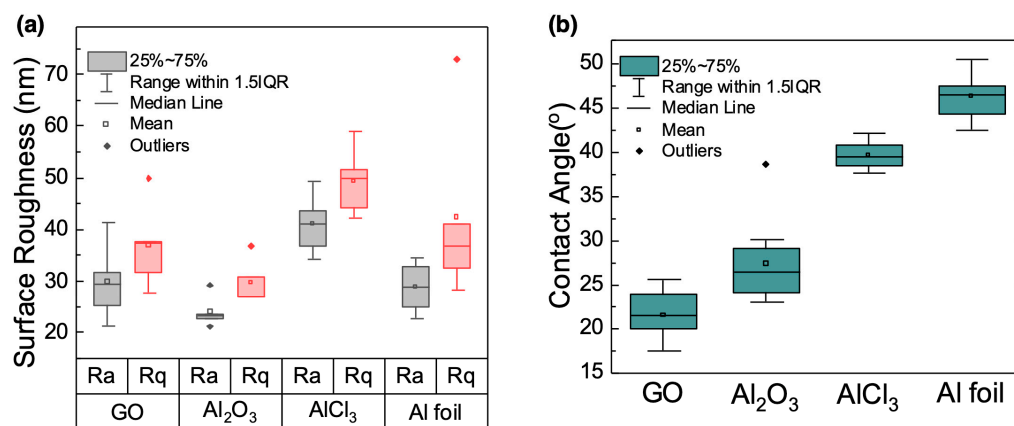 (a)
Surface Roughness (nm)
70
60
50
40
30
20
25%~75%
Range within 1.5IQR
Median Line
Mean
Outliers
Ra Rq Ra Rq Ra Rq Ra Rq
GO Al₂O₃ AlCl₃ Al foil
(b)
Contact Angle(º)
50
45
40
35
30
25
20
15
25%~75%
Range within 1.5IQR
Median Line
Mean
Outliers
GO Al₂O₃ AlCl₃ Al foil